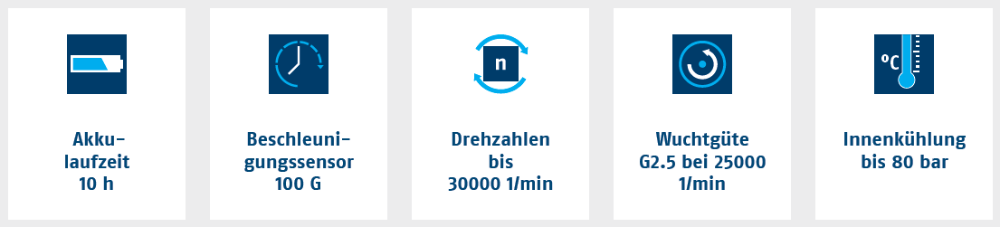 Akku-
laufzeit
10 h
Beschleuni-
gungssensor
100 G
n
Drehzahlen
bis
30000 1/min
Wuchtgüte
G2.5 bei 25000
1/min
°C
Innenkühlung
bis 80 bar